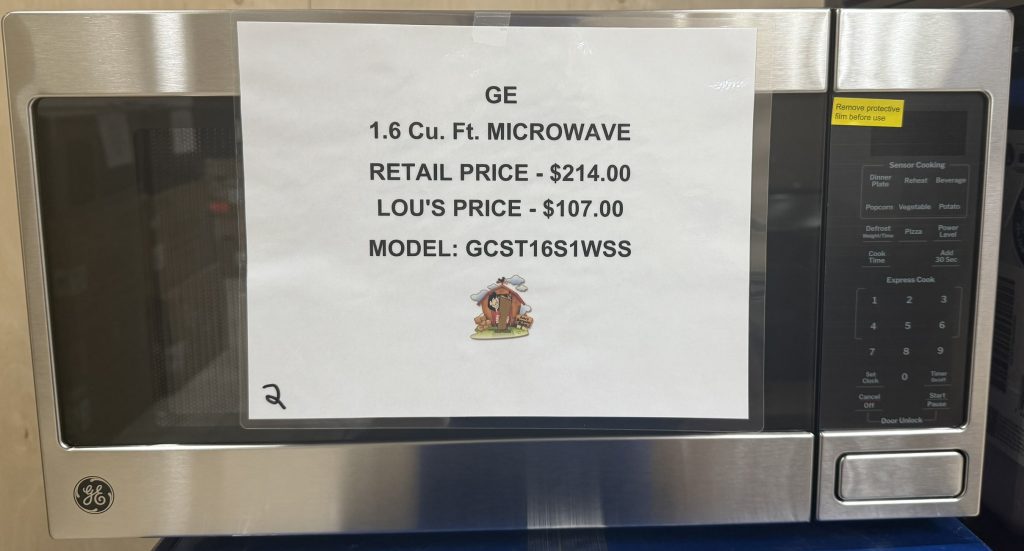 GE
1.6 Cu. Ft. MICROWAVE
RETAIL PRICE - $214.00
LOU'S PRICE - $107.00
MODEL: GCST16S1WSS
2
Remove protective
film before use
Sensor Cooking
Dinner Plate Reheat Beverage
Popcorn Vegetable Potato
Defrost Weight/Time Pizza Power Level
Cook Time Add 30 Sec
Express Cook
1 2 3
4 5 6
7 8 9
Set Clock 0 Timer On/Off
Cancel Off Start Pause
Door Unlock
GE